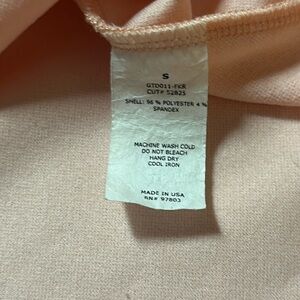 S
GTD011-FKR
CUT# 52823
SHELL: 96 % POLYESTER 4 %
SPANDEX
MACHINE WASH COLD
DO NOT BLEACH
HANG DRY
COOL IRON
MADE IN USA
RN# 97803